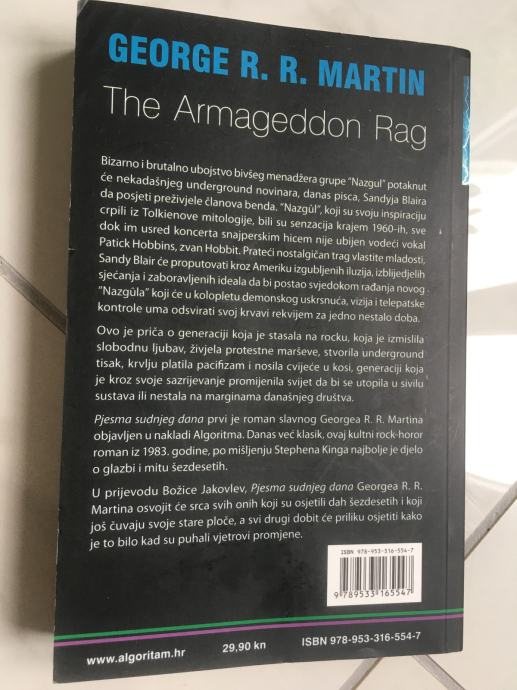 GEORGE R. R. MARTIN
The Armageddon Rag
Bizarno i brutalno ubojstvo bivšeg menadžera grupe "Nazgul" potaknut
će nekadašnjeg underground novinara, danas pisca, Sandyja Blaira
da posjeti preživjele članova benda. "Nazgûl", koji su svoju inspiraciju
crpili iz Tolkienove mitologije, bili su senzacija krajem 1960-ih, sve
dok im usred koncerta snajperskim hicem nije ubijen vodeći vokal
Patick Hobbins, zvan Hobbit. Prateći nostalgičan trag vlastite mladosti,
Sandy Blair će proputovati kroz Ameriku izgubljenih iluzija, izblijedjelih
sjećanja i zaboravljenih ideala da bi postao svjedokom rađanja novog
"Nazgûla" koji će u kolopletu demonskog uskrsnuća, vizija i telepatske
kontrole uma odsvirati svoj krvavi rekvijem za jedno nestalo doba.
Ovo je priča o generaciji koja je stasala na rocku, koja je izmislila
slobodnu ljubav, živjela protestne marševe, stvorila underground
tisak, krvlju platila pacifizam i nosila cvijeće u kosi, generaciji koja
je kroz svoje sazrijevanje promijenila svijet da bi se utopila u sivilu
sustava ili nestala na marginama današnjeg društva.
Pjesma sudnjeg dana prvi je roman slavnog Georgea R. R. Martina
objavljen u nakladi Algoritma. Danas već klasik, ovaj kultni rock-horor
roman iz 1983. godine, po mišljenju Stephena Kinga najbolje je djelo
o glazbi i mitu šezdesetih.
U prijevodu Božice Jakovlev, Pjesma sudnjeg dana Georgea R. R.
Martina osvojit će srca svih onih koji su osjetili dah šezdesetih i koji
još čuvaju svoje stare ploče, a svi drugi dobit će priliku osjetiti kako
je to bilo kad su puhali vjetrovi promjene.
ISBN 978-953-316-554-7
9 789533 165547
www.algoritam.hr 29,90 kn ISBN 978-953-316-554-7